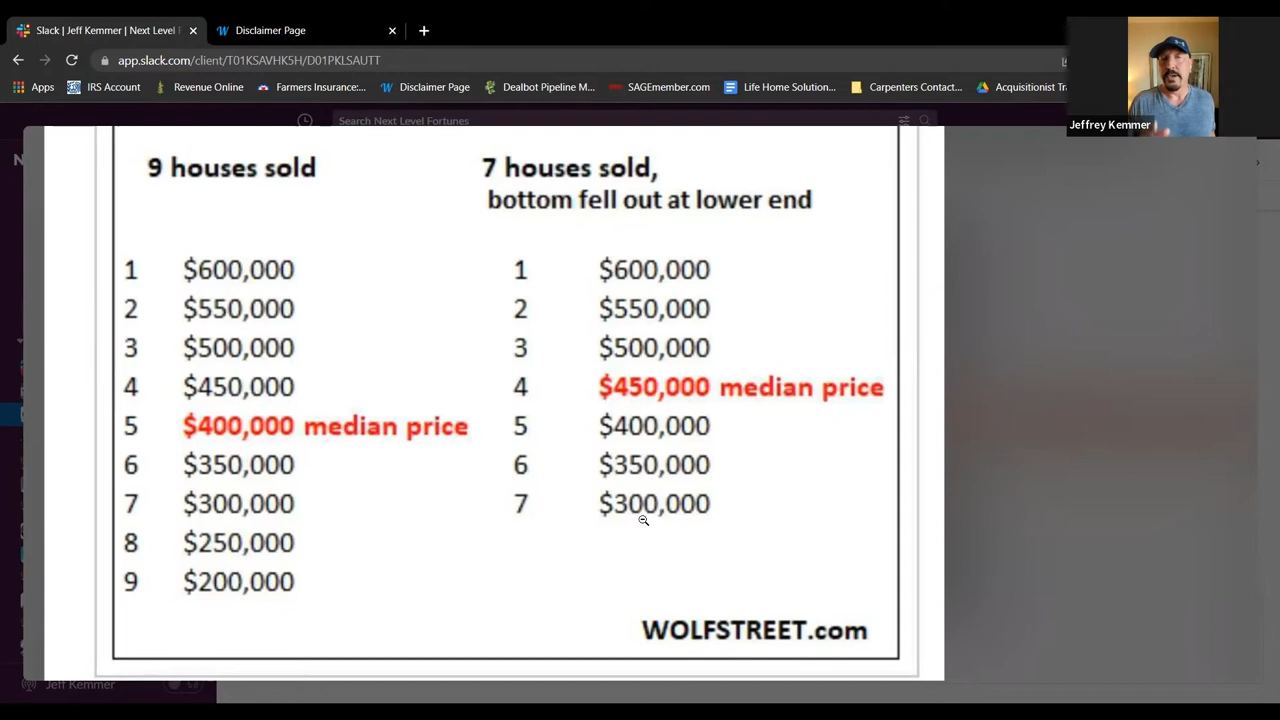 Slack | Jeff Kemmer | Next Level F
Disclaimer Page
app.slack.com/client/T01KSAVHK5H/D01PKLSAUTT
Apps
IRS Account
Revenue Online
Farmers Insurance:...
Disclaimer Page
Dealbot Pipeline M...
SAGEmember.com
Life Home Solution...
Carpenters Contact...
Acquisitionist Tra
Jeffrey Kemmer
Search Next Level Fortunes
9 houses sold
7 houses sold,
bottom fell out at lower end
1 $600,000
2 $550,000
3 $500,000
4 $450,000
5 $400,000 median price
6 $350,000
7 $300,000
8 $250,000
9 $200,000
1 $600,000
2 $550,000
3 $500,000
4 $450,000 median price
5 $400,000
6 $350,000
7 $300,000
WOLFSTREET.com
Jeff Kemmer